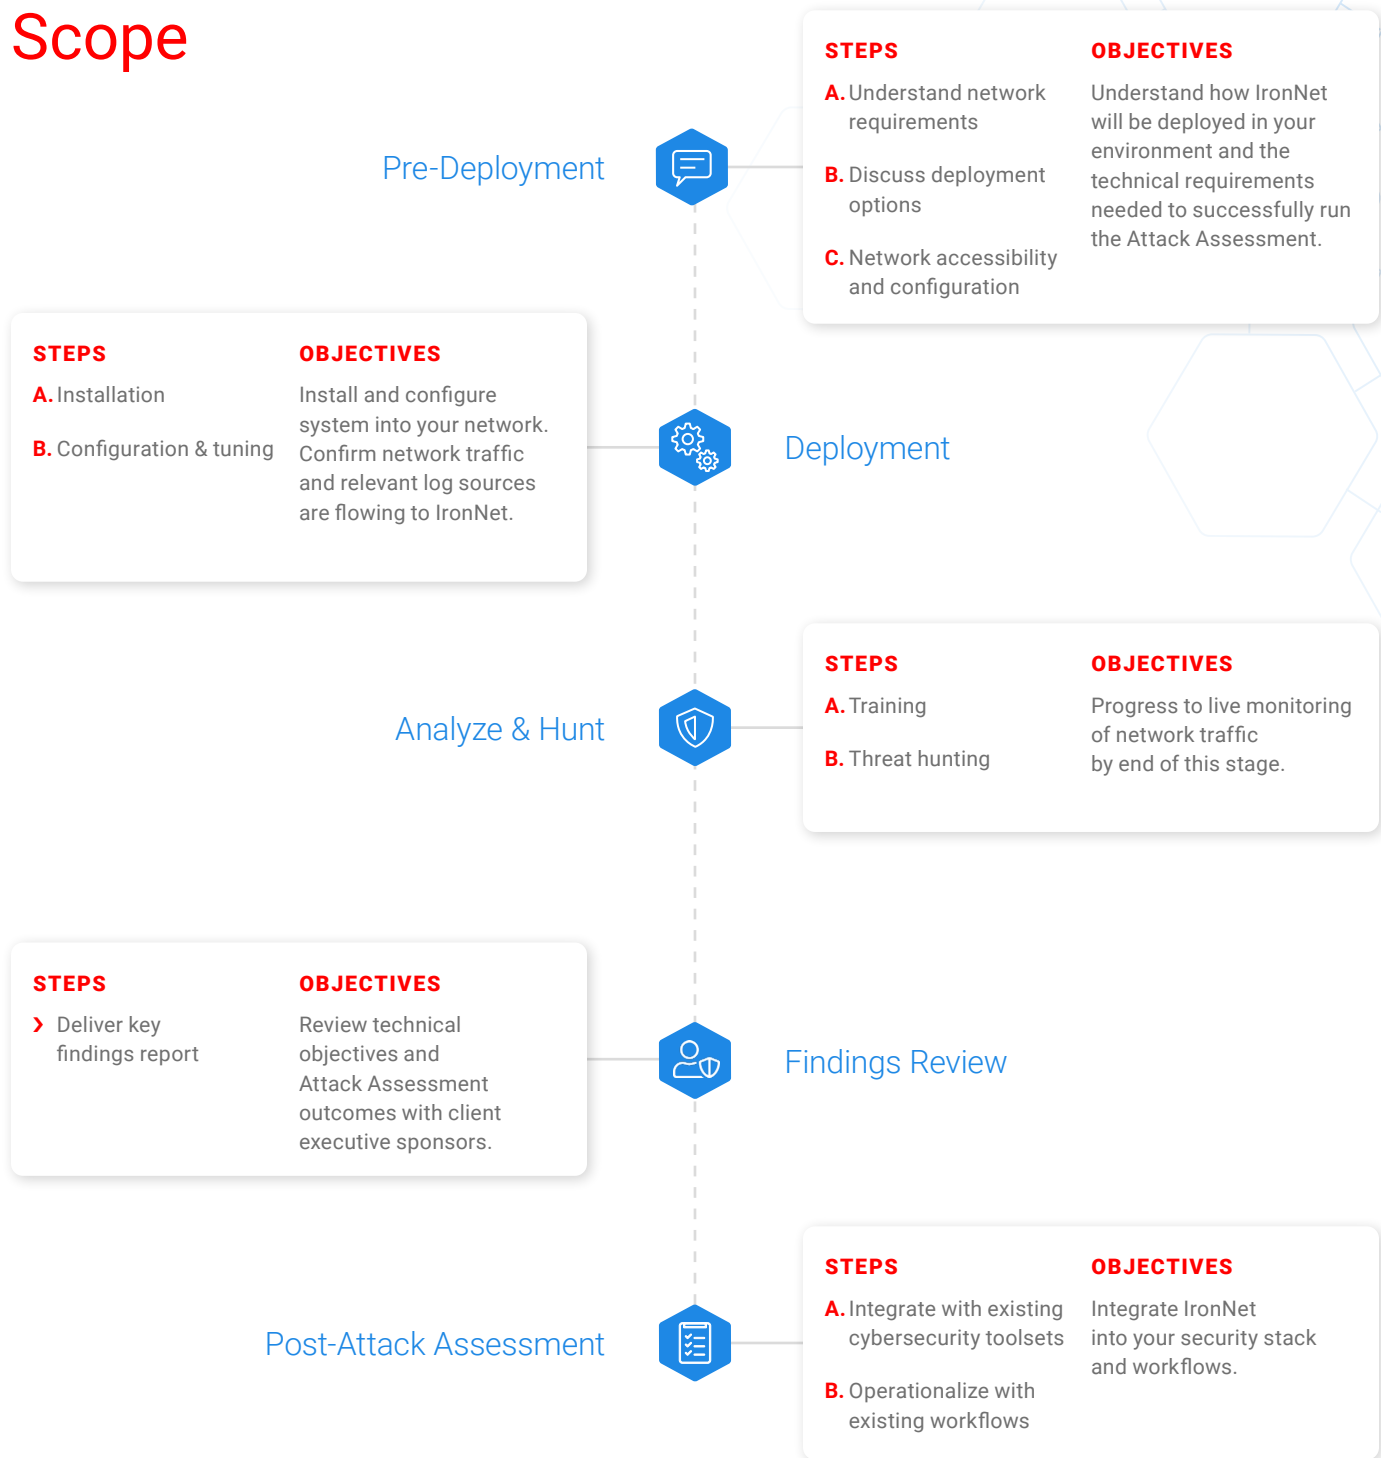 Scope
Pre-Deployment
STEPS
A. Understand network
requirements
B. Discuss deployment
options
C. Network accessibility
and configuration
OBJECTIVES
Understand how IronNet
will be deployed in your
environment and the
technical requirements
needed to successfully run
the Attack Assessment.
STEPS
A. Installation
B. Configuration & tuning
OBJECTIVES
Install and configure
system into your network.
Confirm network traffic
and relevant log sources
are flowing to IronNet.
Deployment
Analyze & Hunt
STEPS
A. Training
B. Threat hunting
OBJECTIVES
Progress to live monitoring
of network traffic
by end of this stage.
STEPS
› Deliver key
findings report
OBJECTIVES
Review technical
objectives and
Attack Assessment
outcomes with client
executive sponsors.
Findings Review
Post-Attack Assessment
STEPS
A. Integrate with existing
cybersecurity toolsets
B. Operationalize with
existing workflows
OBJECTIVES
Integrate IronNet
into your security stack
and workflows.